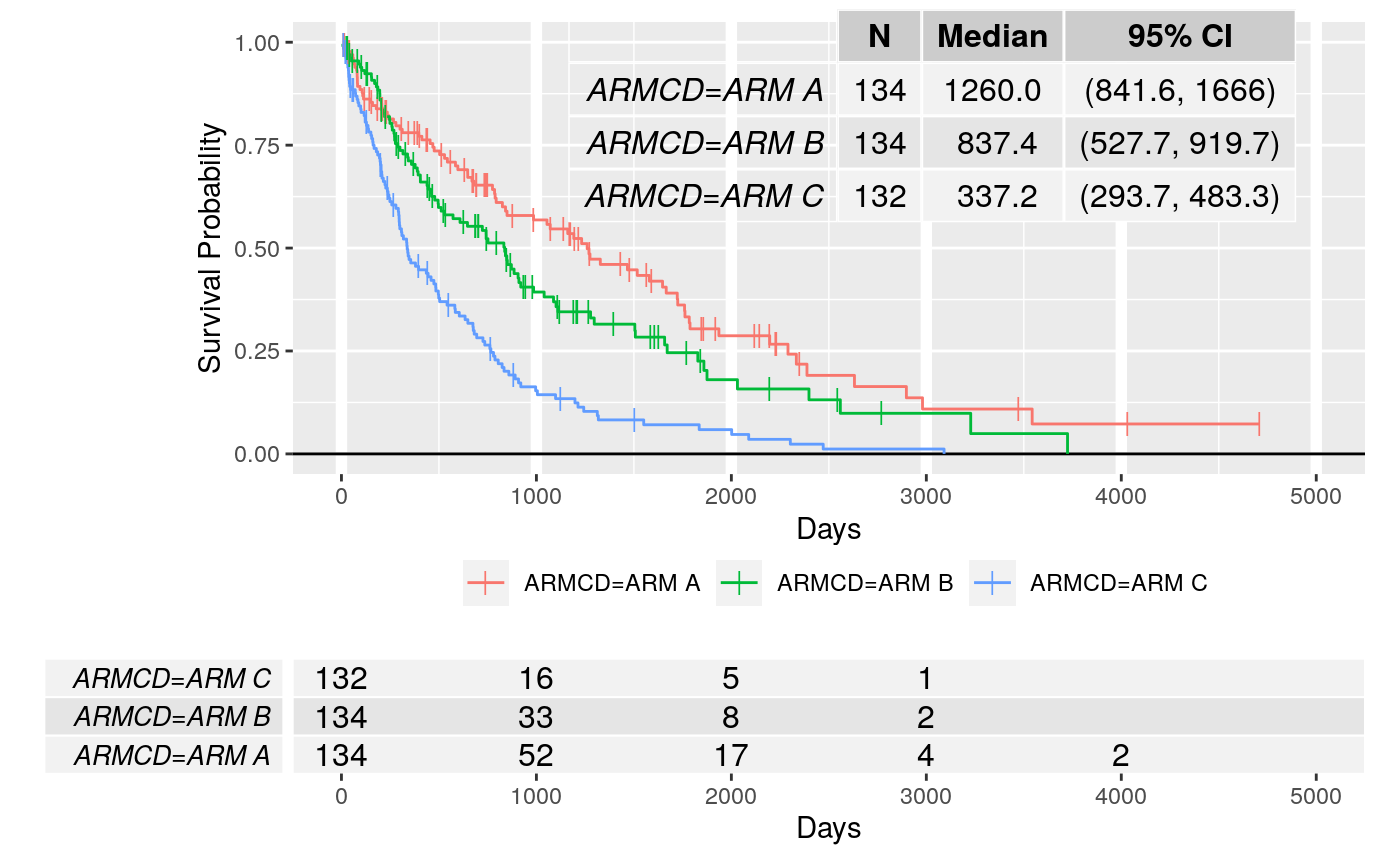 N Median 95% CI
ARMCD=ARM A 134 1260.0 (841.6, 1666)
ARMCD=ARM B 134 837.4 (527.7, 919.7)
ARMCD=ARM C 132 337.2 (293.7, 483.3)
Survival Probability
1.00
0.75
0.50
0.25
0.00
0 1000 2000 3000 4000 5000
Days
ARMCD=ARM A ARMCD=ARM B ARMCD=ARM C
ARMCD=ARM C 132 16 5 1
ARMCD=ARM B 134 33 8 2
ARMCD=ARM A 134 52 17 4 2
0 1000 2000 3000 4000 5000
Days